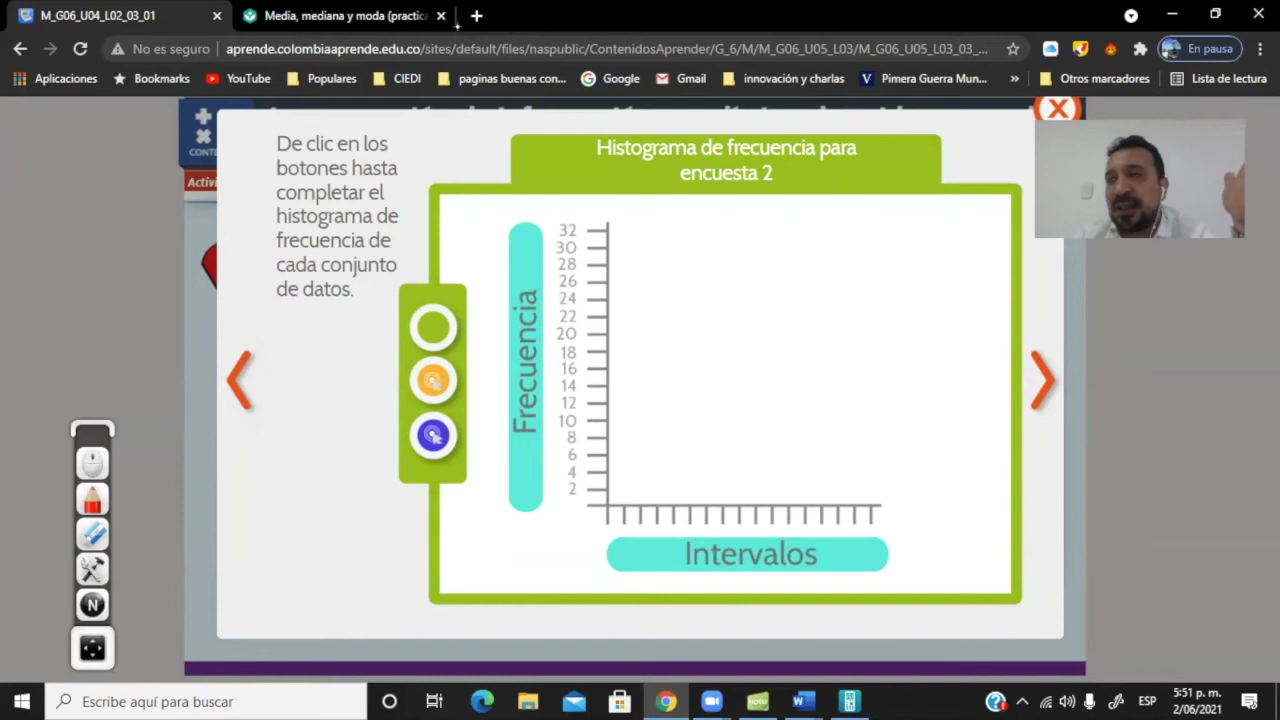 M_G06_U04_L02_03_01
Media, mediana y moda (practica
No es seguro
aprende.colombiaaprende.edu.co/sites/default/files/naspublic/ContenidosAprender/G_6/M/M_G06_U05_L03/M_G06_U05_L03_03_...
En pausa
Aplicaciones
Bookmarks
YouTube
Populares
CIEDI
paginas buenas con...
Google
Gmail
innovación y charlas
V
Pimera Guerra Mun...
»
Otros marcadores
Lista de lectura
CONTE
Activi
De clic en los
botones hasta
completar el
histograma de
frecuencia de
cada conjunto
de datos.
Histograma de frecuencia para
encuesta 2
Frecuencia
32
30
28
26
24
22
20
18
16
14
12
10
8
6
4
2
Intervalos
N
Escribe aquí para buscar
ESP
5:51 p. m.
2/06/2021